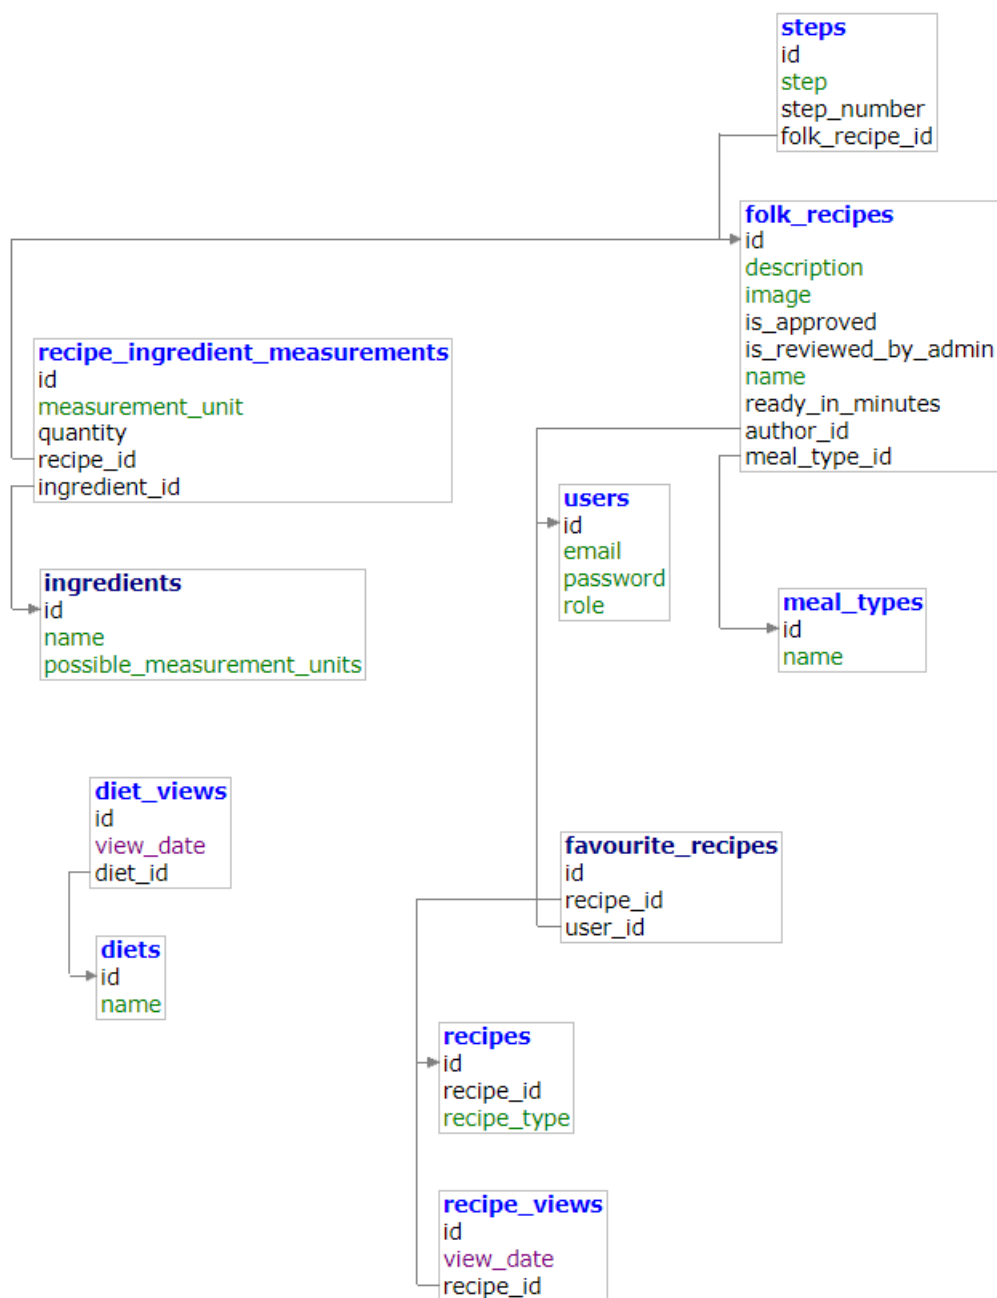 steps
id
step
step_number
folk_recipe_id
folk_recipes
id
description
image
is_approved
is_reviewed_by_admin
name
ready_in_minutes
author_id
meal_type_id
recipe_ingredient_measurements
id
measurement_unit
quantity
recipe_id
ingredient_id
users
id
email
password
role
ingredients
id
name
possible_measurement_units
meal_types
id
name
diet_views
id
view_date
diet_id
favourite_recipes
id
recipe_id
user_id
diets
id
name
recipes
id
recipe_id
recipe_type
recipe_views
id
view_date
recipe_id